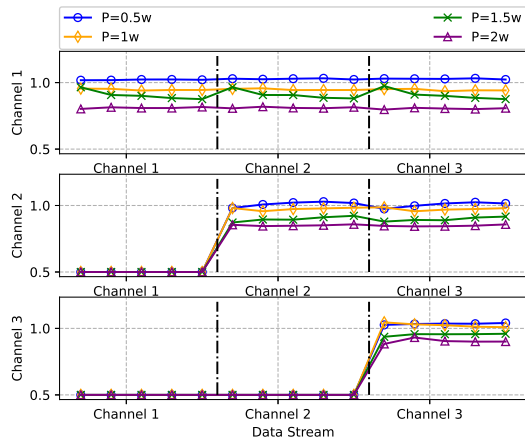 P=0.5w P=1.5w
P=1w P=2w
Channel 1
1.0
0.5
Channel 1 Channel 2 Channel 3
Channel 2
1.0
0.5
Channel 1 Channel 2 Channel 3
Channel 3
1.0
0.5
Channel 1 Channel 2 Channel 3
Data Stream